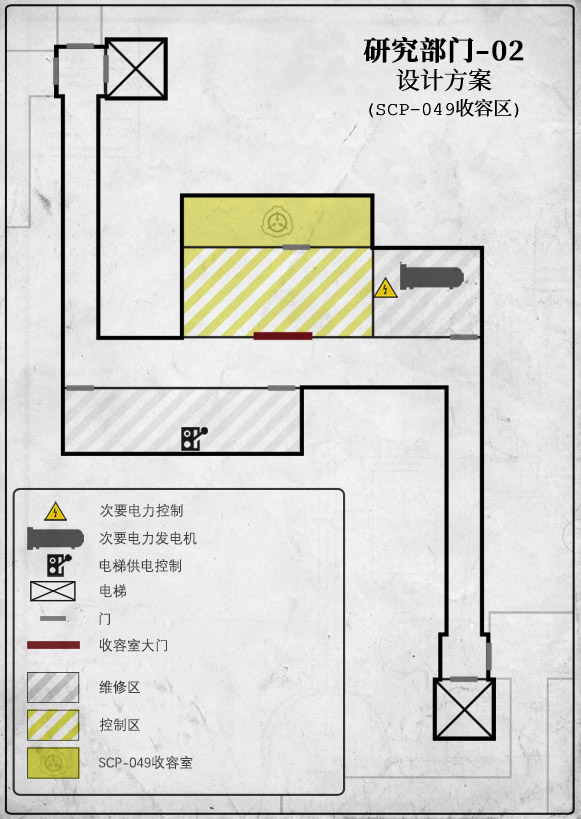 研究部门-02
设计方案
(SCP-049收容区)
次要电力控制
次要电力发电机
电梯供电控制
电梯
门
收容室大门
维修区
控制区
SCP-049收容室